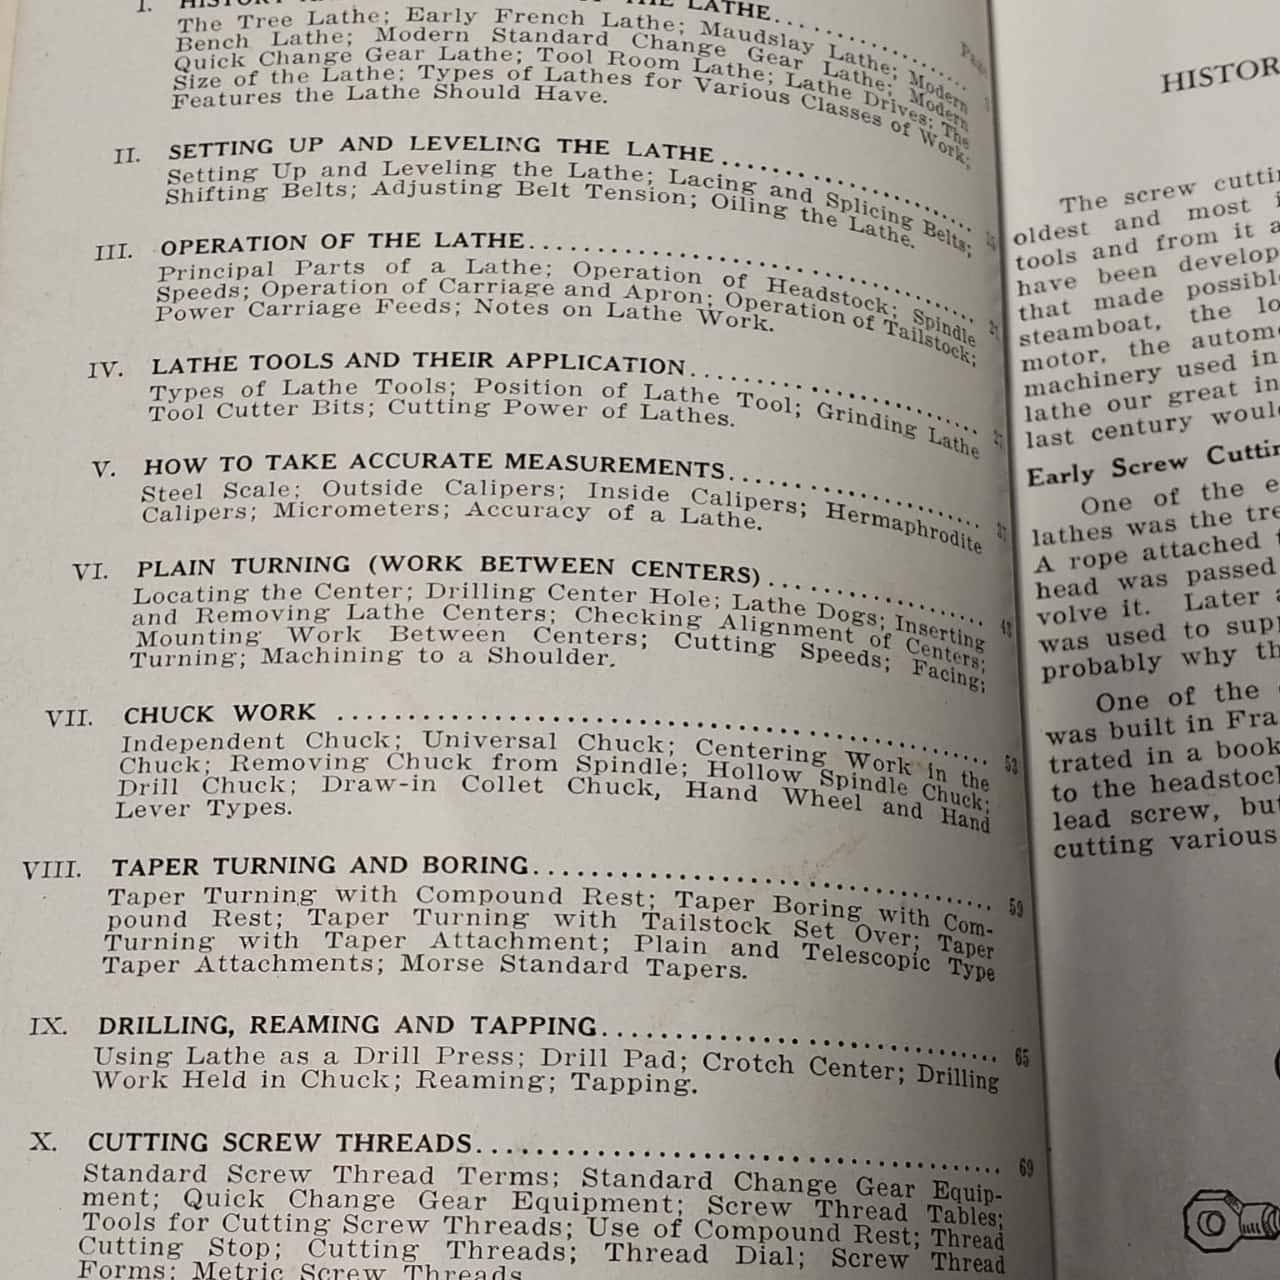 I.
THE LATHE
Page
The Tree Lathe; Early French Lathe; Maudslay Lathe; Modern
Bench Lathe; Modern Standard Change Gear Lathe; Modern
Quick Change Gear Lathe; Tool Room Lathe; Lathe Drives; The
Size of the Lathe; Types of Lathes for Various Classes of Work;
Features the Lathe Should Have.
II. SETTING UP AND LEVELING THE LATHE
Setting Up and Leveling the Lathe; Lacing and Splicing Belts;
Shifting Belts; Adjusting Belt Tension; Oiling the Lathe.
III. OPERATION OF THE LATHE
Principal Parts of a Lathe; Operation of Headstock; Spindle
Speeds; Operation of Carriage and Apron; Operation of Tailstock;
Power Carriage Feeds; Notes on Lathe Work.
IV. LATHE TOOLS AND THEIR APPLICATION
Types of Lathe Tools; Position of Lathe Tool; Grinding Lathe
Tool Cutter Bits; Cutting Power of Lathes.
V. HOW TO TAKE ACCURATE MEASUREMENTS
Steel Scale; Outside Calipers; Inside Calipers; Hermaphrodite
Calipers; Micrometers; Accuracy of a Lathe.
VI. PLAIN TURNING (WORK BETWEEN CENTERS)
Locating the Center; Drilling Center Hole; Lathe Dogs; Inserting
and Removing Lathe Centers; Checking Alignment of Centers;
Mounting Work Between Centers; Cutting Speeds; Facing;
Turning; Machining to a Shoulder.
VII. CHUCK WORK 53
Independent Chuck; Universal Chuck; Centering Work in the
Chuck; Removing Chuck from Spindle; Hollow Spindle Chuck;
Drill Chuck; Draw-in Collet Chuck, Hand Wheel and Hand
Lever Types.
VIII. TAPER TURNING AND BORING 59
Taper Turning with Compound Rest; Taper Boring with Com-
pound Rest; Taper Turning with Tailstock Set Over; Taper
Turning with Taper Attachment; Plain and Telescopic Type
Taper Attachments; Morse Standard Tapers.
IX. DRILLING, REAMING AND TAPPING 65
Using Lathe as a Drill Press; Drill Pad; Crotch Center; Drilling
Work Held in Chuck; Reaming; Tapping.
X. CUTTING SCREW THREADS 69
Standard Screw Thread Terms; Standard Change Gear Equip-
ment; Quick Change Gear Equipment; Screw Thread Tables;
Tools for Cutting Screw Threads; Use of Compound Rest; Thread
Cutting Stop; Cutting Threads; Thread Dial; Screw Thread
Forms; Metric Screw Threads
HISTOR
The screw cuttin
oldest and most i
tools and from it a
have been develop
that made possible
steamboat, the lo
motor, the automo
machinery used in
lathe our great in
last century would
Early Screw Cuttin
One of the e
lathes was the tre
A rope attached t
head was passed
volve it. Later a
was used to supp
probably why th
One of the
was built in Fra
trated in a book
to the headstock
lead screw, but
cutting various